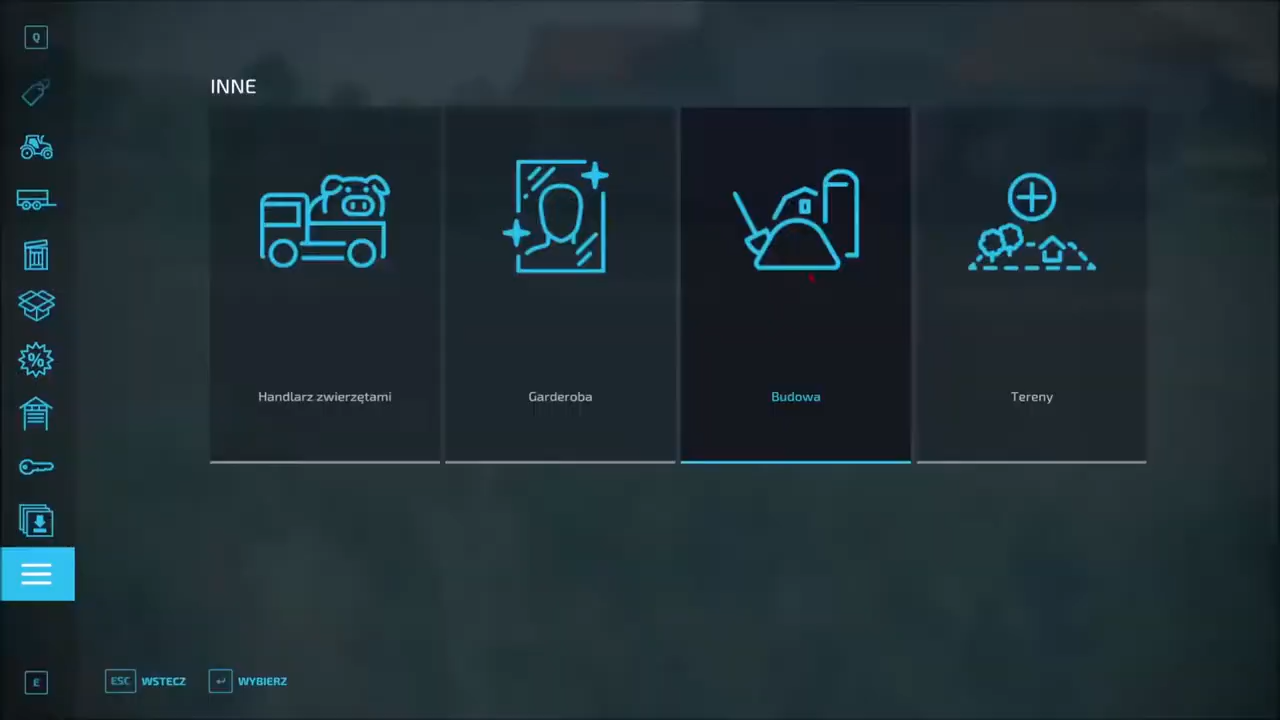 Q
INNE
%
Handlarz zwierzętami
Garderoba
Budowa
Tereny
E
ESC WSTECZ
↵ WYBIERZ